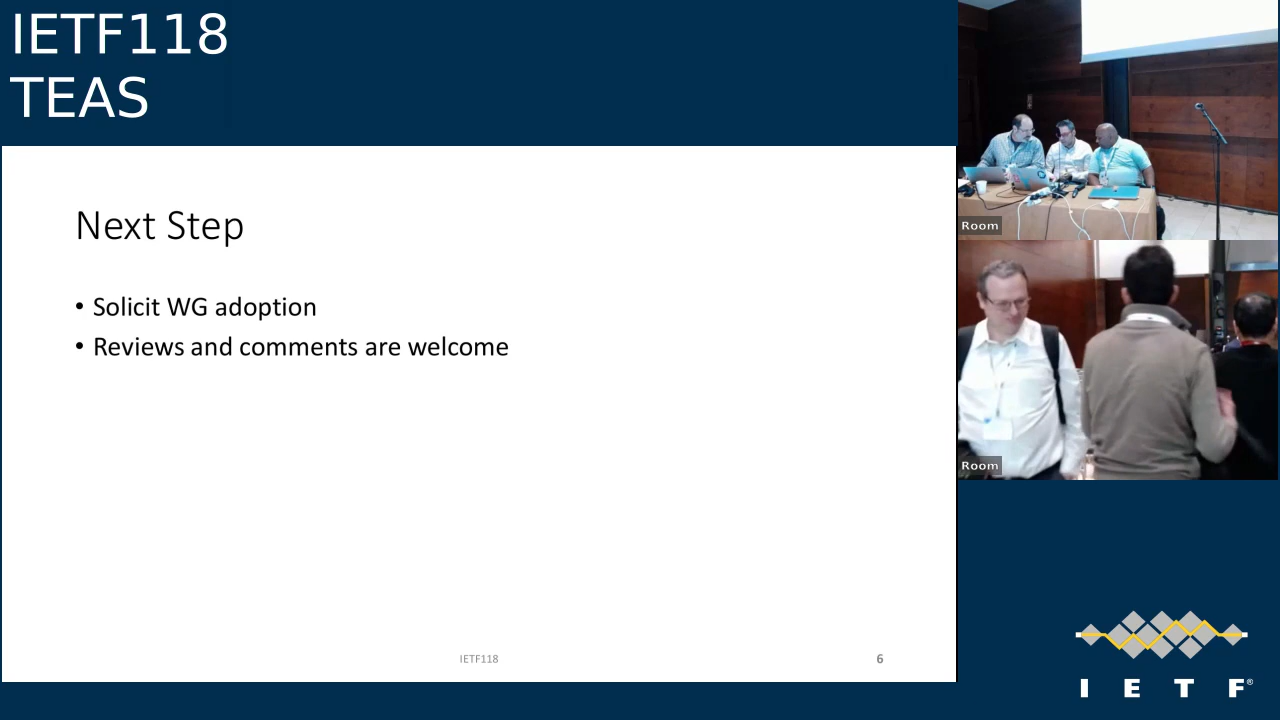 IETF118
TEAS
Next Step
• Solicit WG adoption
• Reviews and comments are welcome
IETF118
6
Room
Room
I E T F®